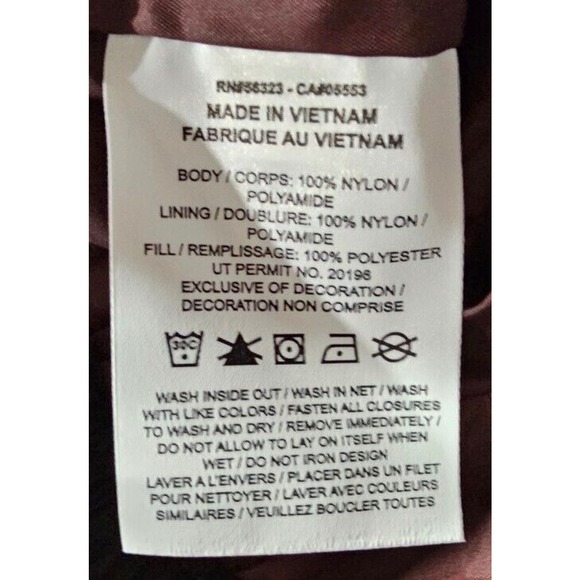 RN#56323 - CA#05553
MADE IN VIETNAM
FABRIQUE AU VIETNAM
BODY / CORPS: 100% NYLON /
POLYAMIDE
LINING / DOUBLURE: 100% NYLON /
POLYAMIDE
FILL / REMPLISSAGE: 100% POLYESTER
UT PERMIT NO. 20196
EXCLUSIVE OF DECORATION /
DECORATION NON COMPRISE
30C
WASH INSIDE OUT / WASH IN NET / WASH
WITH LIKE COLORS / FASTEN ALL CLOSURES
TO WASH AND DRY / REMOVE IMMEDIATELY /
DO NOT ALLOW TO LAY ON ITSELF WHEN
WET / DO NOT IRON DESIGN
LAVER A L'ENVERS / PLACER DANS UN FILET
POUR NETTOYER / LAVER AVEC COULEURS
SIMILAIRES / VEUILLEZ BOUCLER TOUTES